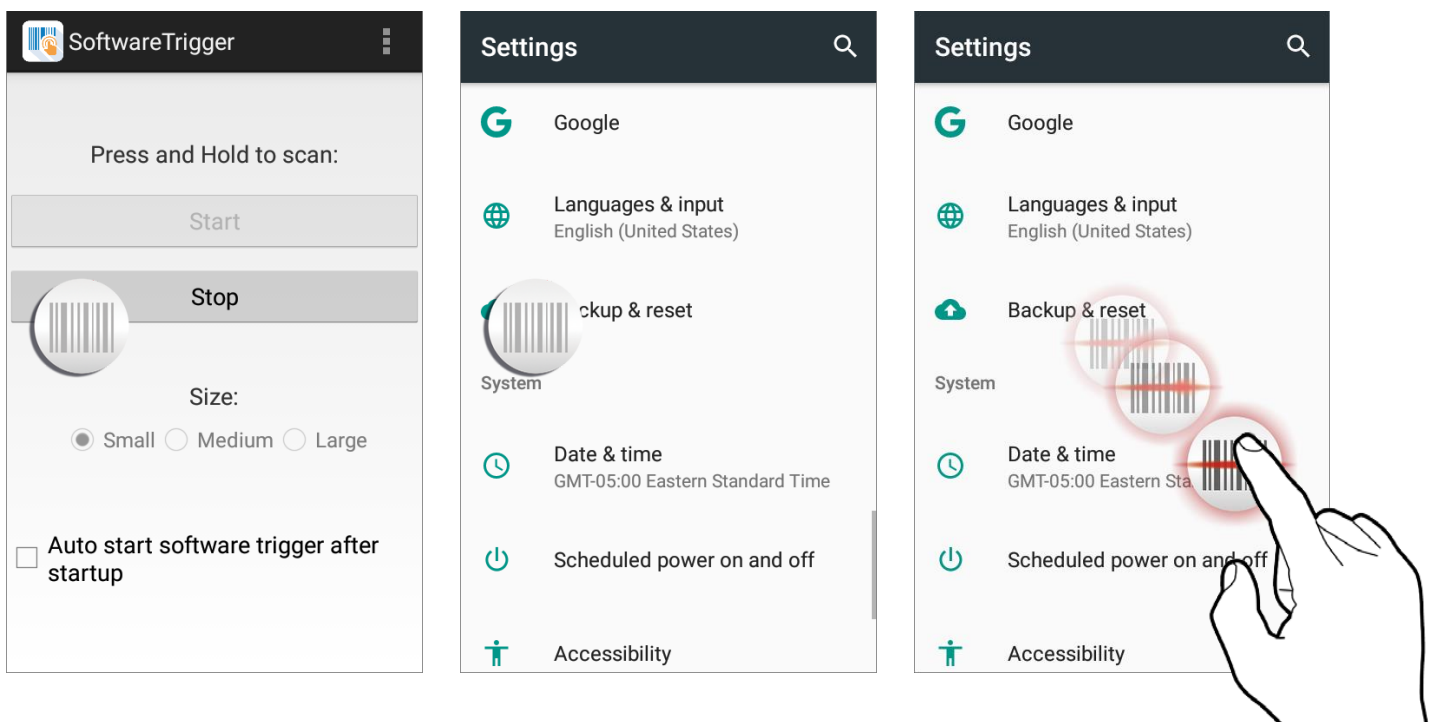 SoftwareTrigger
Press and Hold to scan:
Start
Stop
Size:
Small Medium Large
Auto start software trigger after
startup
Settings
Google
Languages & input
English (United States)
ckup & reset
System
Date & time
GMT-05:00 Eastern Standard Time
Scheduled power on and off
Accessibility
Settings
Google
Languages & input
English (United States)
Backup & reset
System
Date & time
GMT-05:00 Eastern Sta
Scheduled power on and off
Accessibility